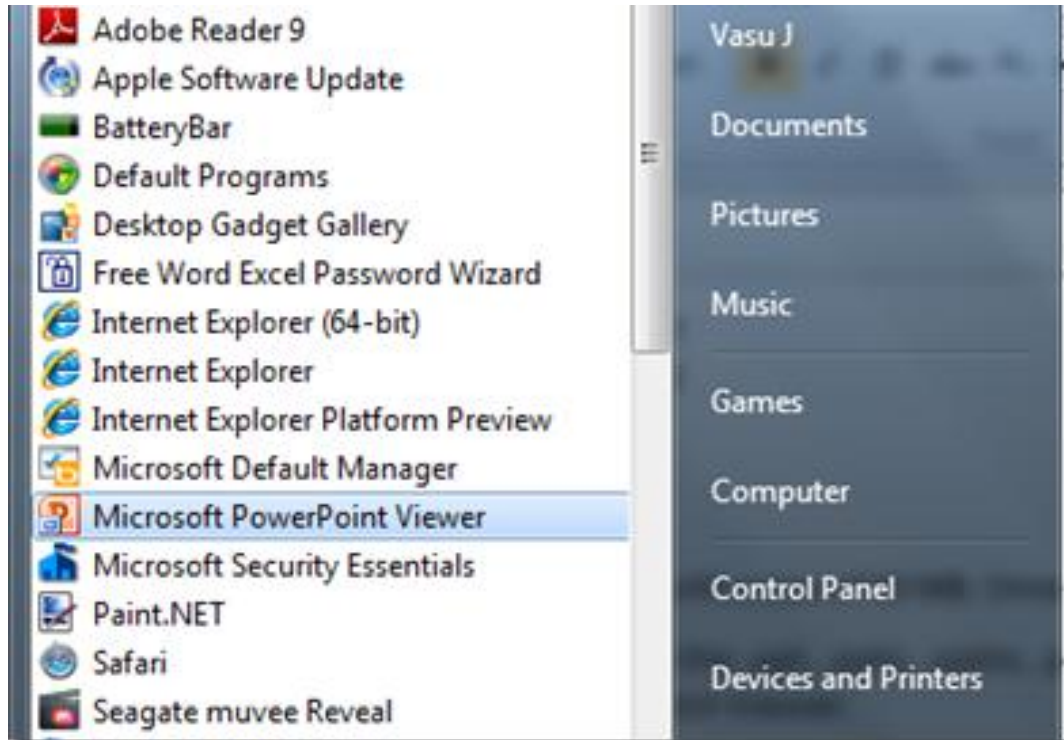 Adobe Reader 9
Apple Software Update
BatteryBar
Default Programs
Desktop Gadget Gallery
Free Word Excel Password Wizard
Internet Explorer (64-bit)
Internet Explorer
Internet Explorer Platform Preview
Microsoft Default Manager
Microsoft PowerPoint Viewer
Microsoft Security Essentials
Paint.NET
Safari
Seagate muvee Reveal
Vasu J
Documents
Pictures
Music
Games
Computer
Control Panel
Devices and Printers